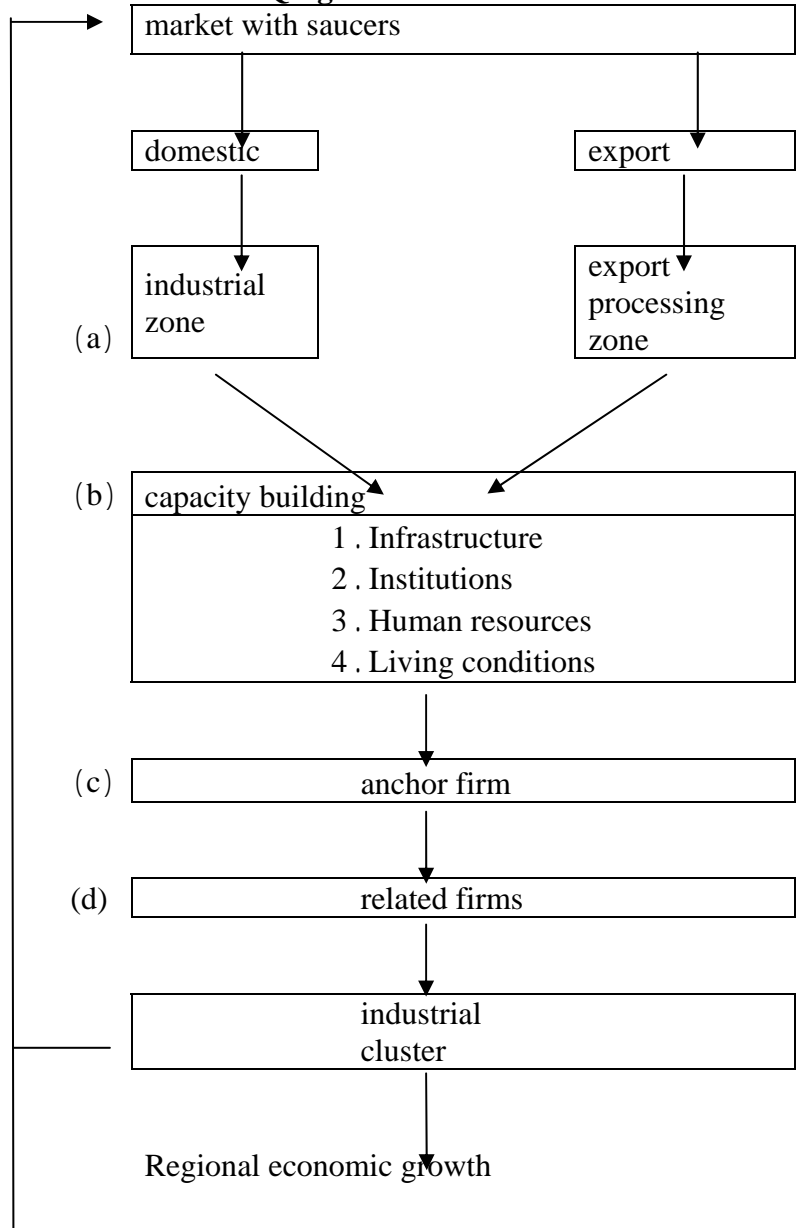 market with saucers
domestic
export
industrial
zone
export
processing
zone
(a)
(b)
capacity building
1 . Infrastructure
2 . Institutions
3 . Human resources
4 . Living conditions
(c)
anchor firm
(d)
related firms
industrial
cluster
Regional economic growth